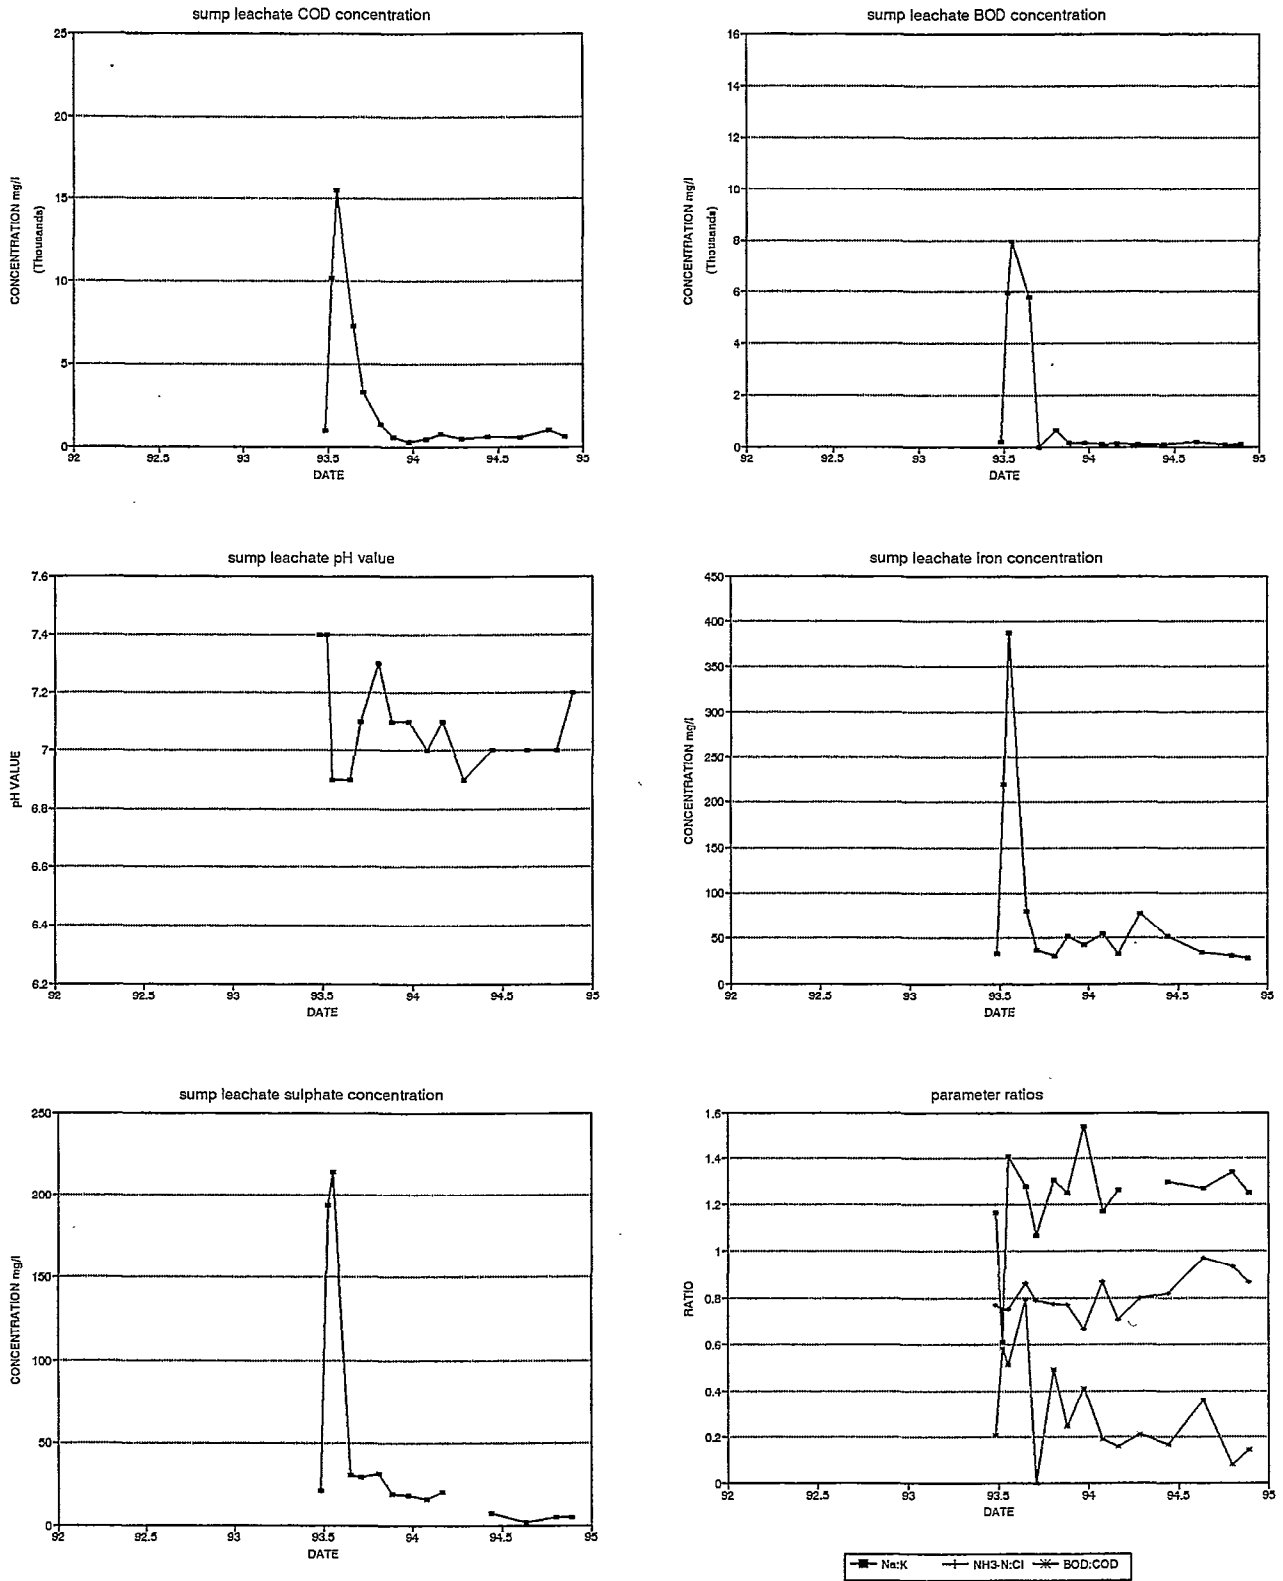 sump leachate COD concentration
25
20
15
10
5
0
CONCENTRATION mg/l
(Thousands)
92 92.5 93 93.5 94 94.5 95
DATE
sump leachate BOD concentration
16
14
12
10
8
6
4
2
0
CONCENTRATION mg/l
(Thousands)
92 92.5 93 93.5 94 94.5 95
DATE
sump leachate pH value
7.6
7.4
7.2
7
6.8
6.6
6.4
6.2
pH VALUE
92 92.5 93 93.5 94 94.5 95
DATE
sump leachate iron concentration
450
400
350
300
250
200
150
100
50
0
CONCENTRATION mg/l
92 92.5 93 93.5 94 94.5 95
DATE
sump leachate sulphate concentration
250
200
150
100
50
0
CONCENTRATION mg/l
92 92.5 93 93.5 94 94.5 95
DATE
parameter ratios
1.6
1.4
1.2
1
0.8
0.6
0.4
0.2
0
RATIO
92 92.5 93 93.5 94 94.5 95
DATE
Na:K NH3-N:Cl BOD:COD